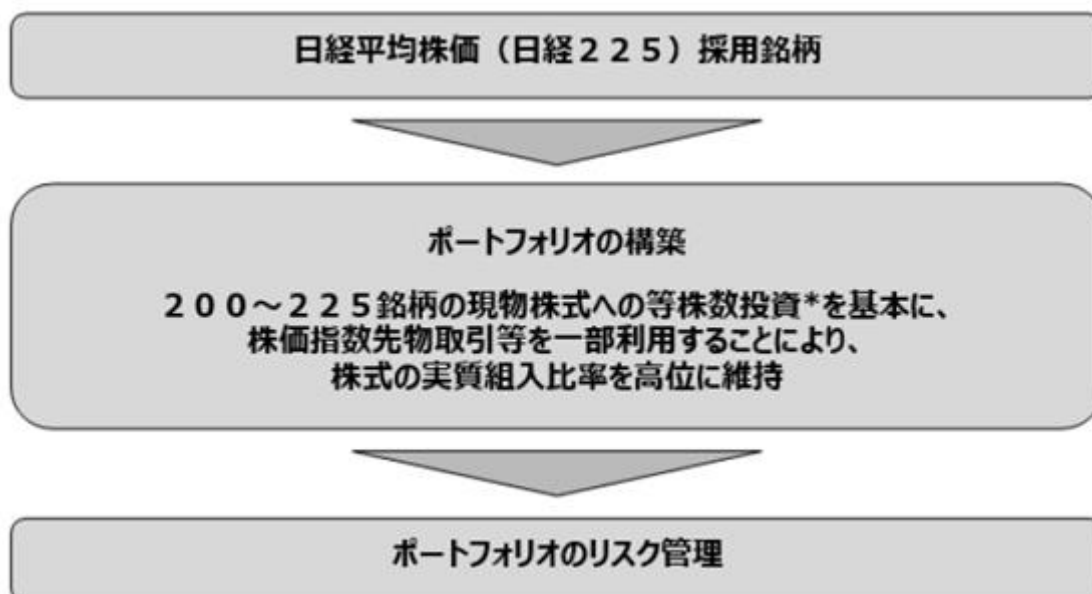 日経平均株価（日経２２５）採用銘柄
ポートフォリオの構築
２００～２２５銘柄の現物株式への等株数投資*を基本に、
株価指数先物取引等を一部利用することにより、
株式の実質組入比率を高位に維持
ポートフォリオのリスク管理